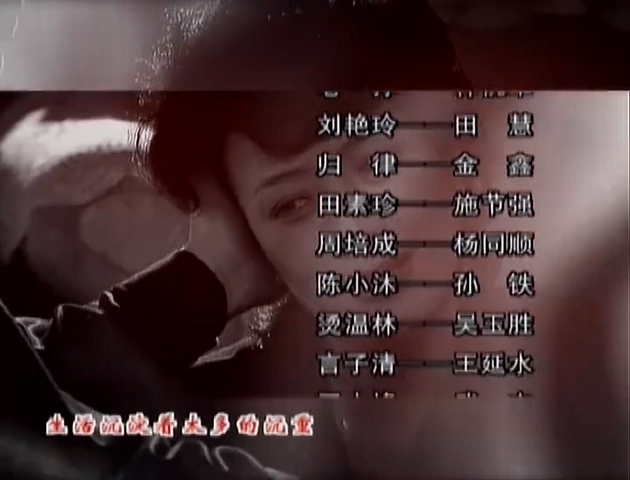 刘艳玲——田 慧
归 律——金 鑫
田素珍——施节强
周培成——杨同顺
陈小沐——孙 铁
烫温林——吴玉胜
言子清——王延水
生活沉淀着太多的沉重